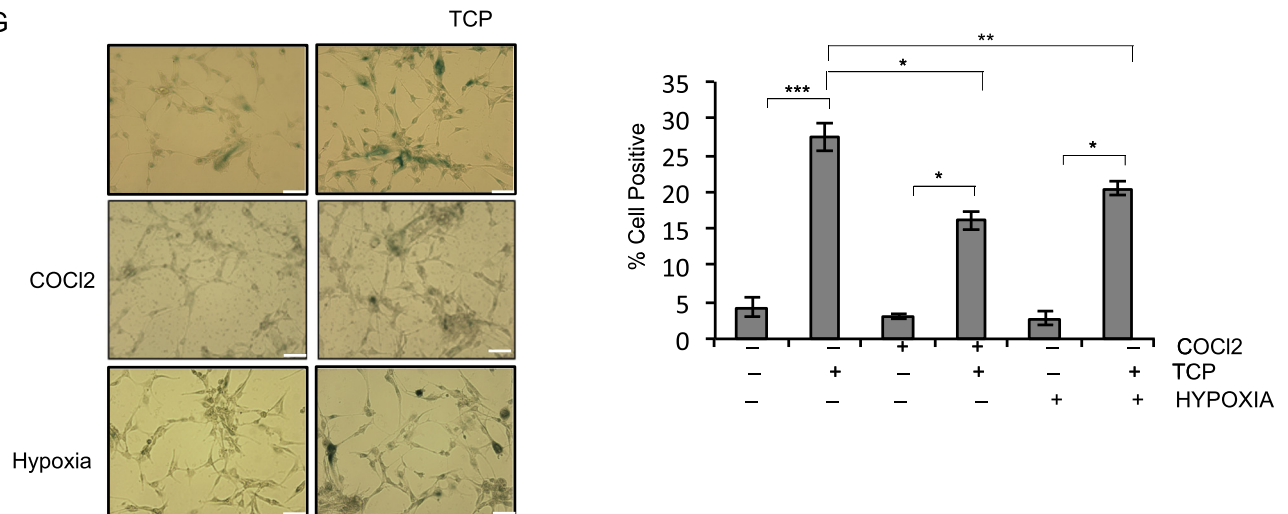 G
TCP
COCl2
Hypoxia
** 
*
***
*
*
% Cell Positive
35
30
25
20
15
10
5
0
– – + + – – COCl2
– + – + – + TCP
– – – – + + HYPOXIA